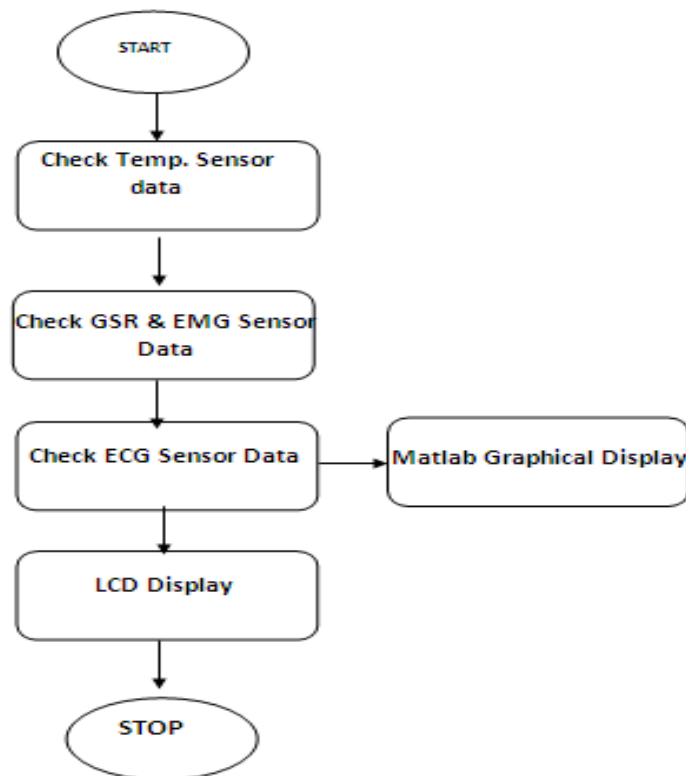 START
Check Temp. Sensor
data
Check GSR & EMG Sensor
Data
Check ECG Sensor Data
Matlab Graphical Display
LCD Display
STOP